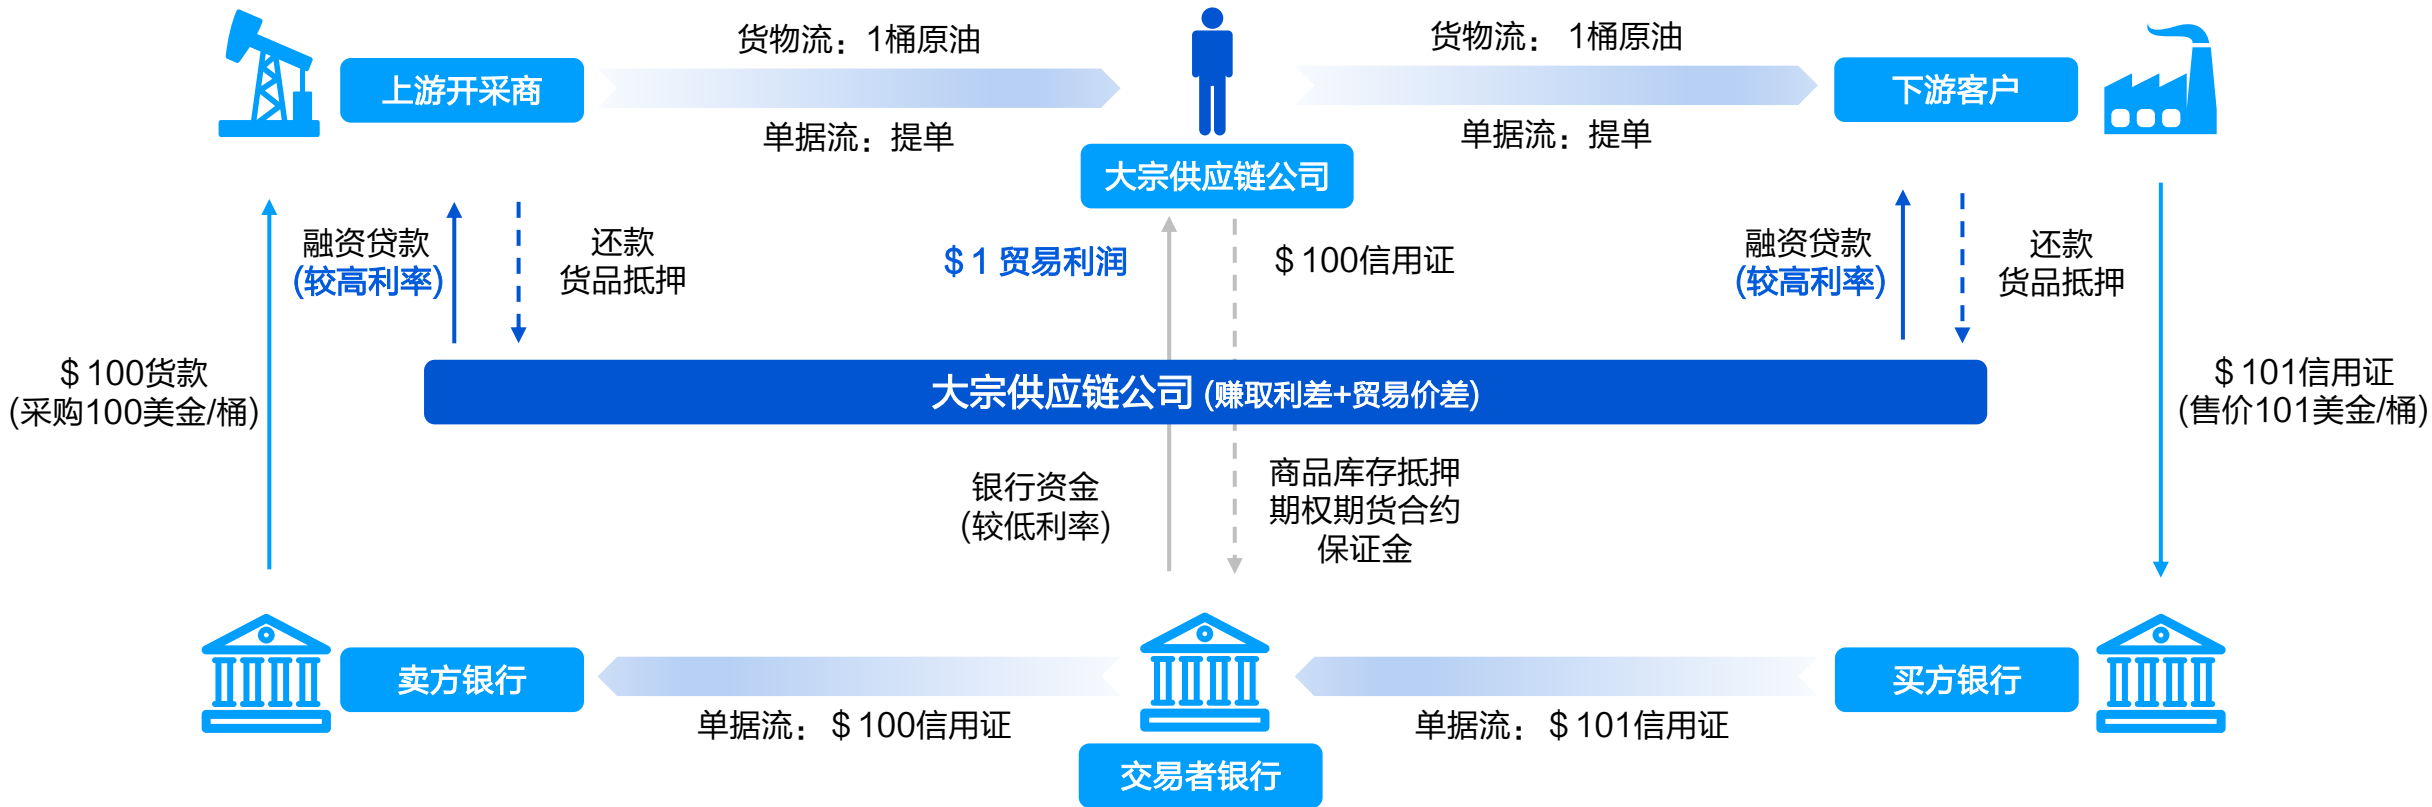 货物流：1桶原油
货物流： 1桶原油
上游开采商
下游客户
单据流：提单
单据流：提单
大宗供应链公司
融资贷款
(较高利率)
还款
货品抵押
＄1 贸易利润
＄100信用证
融资贷款
(较高利率)
还款
货品抵押
＄100货款
(采购100美金/桶)
大宗供应链公司 (赚取利差+贸易价差)
＄101信用证
(售价101美金/桶)
银行资金
(较低利率)
商品库存抵押
期权期货合约
保证金
卖方银行
买方银行
单据流：＄100信用证
单据流：＄101信用证
交易者银行